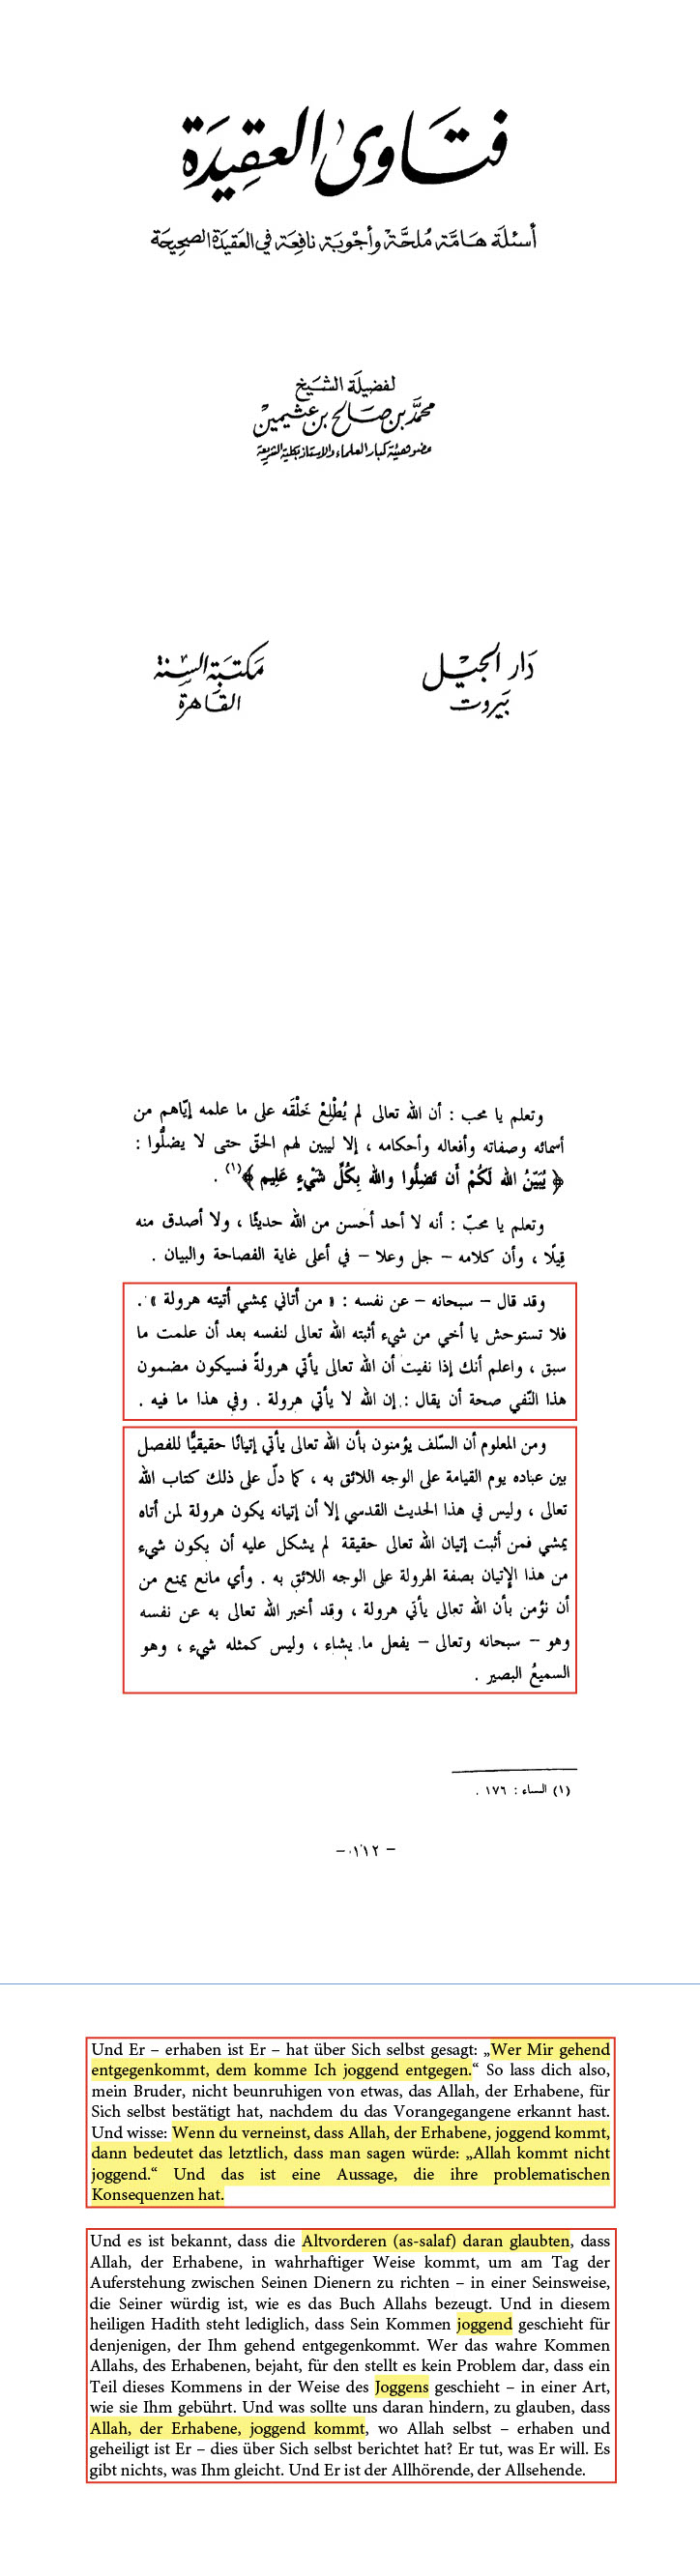 فتاوى العقيدة
أسئلة هامة مُلحّة وأجوبة نافعة في العقيدة الصحيحة
لفضيلة الشيخ
محمد بن صالح بن عثيمين
عضو هيئة كبار العلماء والاستاذ بكلية الشريعة
دار الجيل
بيروت
مكتبة السنة
القاهرة
وتعلم يا محب : أن الله تعالى لم يُطْلِعْ خَلْقَه على ما علمه إيّاهم من
أسمائه وصفاته وأفعاله وأحكامه ، إلا ليبين لهم الحقّ حتى لا يضلُّوا :
﴿ يُبَيّنُ الله لَكُمْ أَن تَضِلُّوا والله بِكُلِّ شَيْءٍ عَلِيم ﴾(١) .
وتعلم يا محبّ : أنه لا أحد أحسن من الله حديثًا ، ولا أصدق منه
قِيلًا ، وأن كلامه – جل وعلا – في أعلى غاية الفصاحة والبيان .
وقد قال – سبحانه – عن نفسه : « من أتاني يمشي أتيته هرولة » .
فلا تستوحش يا أخي من شيء أثبته الله تعالى لنفسه بعد أن علمت ما
سبق ، واعلم أنك إذا نفيت أن الله تعالى يأتي هرولةً فسيكون مضمون
هذا النّفي صحة أن يقال : إن الله لا يأتي هرولة . وفي هذا ما فيه .
ومن المعلوم أن السّلف يؤمنون بأن الله تعالى يأتي إتيانًا حقيقيًّا للفصل
بين عباده يوم القيامة على الوجه اللائق به ، كما دلّ على ذلك كتاب الله
تعالى ، وليس في هذا الحديث القدسي إلا أن إتيانه يكون هرولة لمن أتاه
يمشي فمن أثبت إتيان الله تعالى حقيقة لم يشكل عليه أن يكون شيء
من هذا الإتيان بصفة الهرولة على الوجه اللائق به . وأي مانع يمنع من
أن نؤمن بأن الله تعالى يأتي هرولة ، وقد أخبر الله تعالى به عن نفسه
وهو – سبحانه وتعالى – يفعل ما يشاء ، وليس كمثله شيء ، وهو
السميعُ البصير .
(١) النساء : ١٧٦ .
– ١١٢ –
Und Er – erhaben ist Er – hat über Sich selbst gesagt: „Wer Mir gehend
entgegenkommt, dem komme Ich joggend entgegen.“ So lass dich also,
mein Bruder, nicht beunruhigen von etwas, das Allah, der Erhabene, für
Sich selbst bestätigt hat, nachdem du das Vorangegangene erkannt hast.
Und wisse: Wenn du verneinst, dass Allah, der Erhabene, joggend kommt,
dann bedeutet das letztlich, dass man sagen würde: „Allah kommt nicht
joggend.“ Und das ist eine Aussage, die ihre problematischen
Konsequenzen hat.
Und es ist bekannt, dass die Altvorderen (as-salaf) daran glaubten, dass
Allah, der Erhabene, in wahrhaftiger Weise kommt, um am Tag der
Auferstehung zwischen Seinen Dienern zu richten – in einer Seinsweise,
die Seiner würdig ist, wie es das Buch Allahs bezeugt. Und in diesem
heiligen Hadith steht lediglich, dass Sein Kommen joggend geschieht für
denjenigen, der Ihm gehend entgegenkommt. Wer das wahre Kommen
Allahs, des Erhabenen, bejaht, für den stellt es kein Problem dar, dass ein
Teil dieses Kommens in der Weise des Joggens geschieht – in einer Art,
wie sie Ihm gebührt. Und was sollte uns daran hindern, zu glauben, dass
Allah, der Erhabene, joggend kommt, wo Allah selbst – erhaben und
geheiligt ist Er – dies über Sich selbst berichtet hat? Er tut, was Er will. Es
gibt nichts, was Ihm gleicht. Und Er ist der Allhörende, der Allsehende.